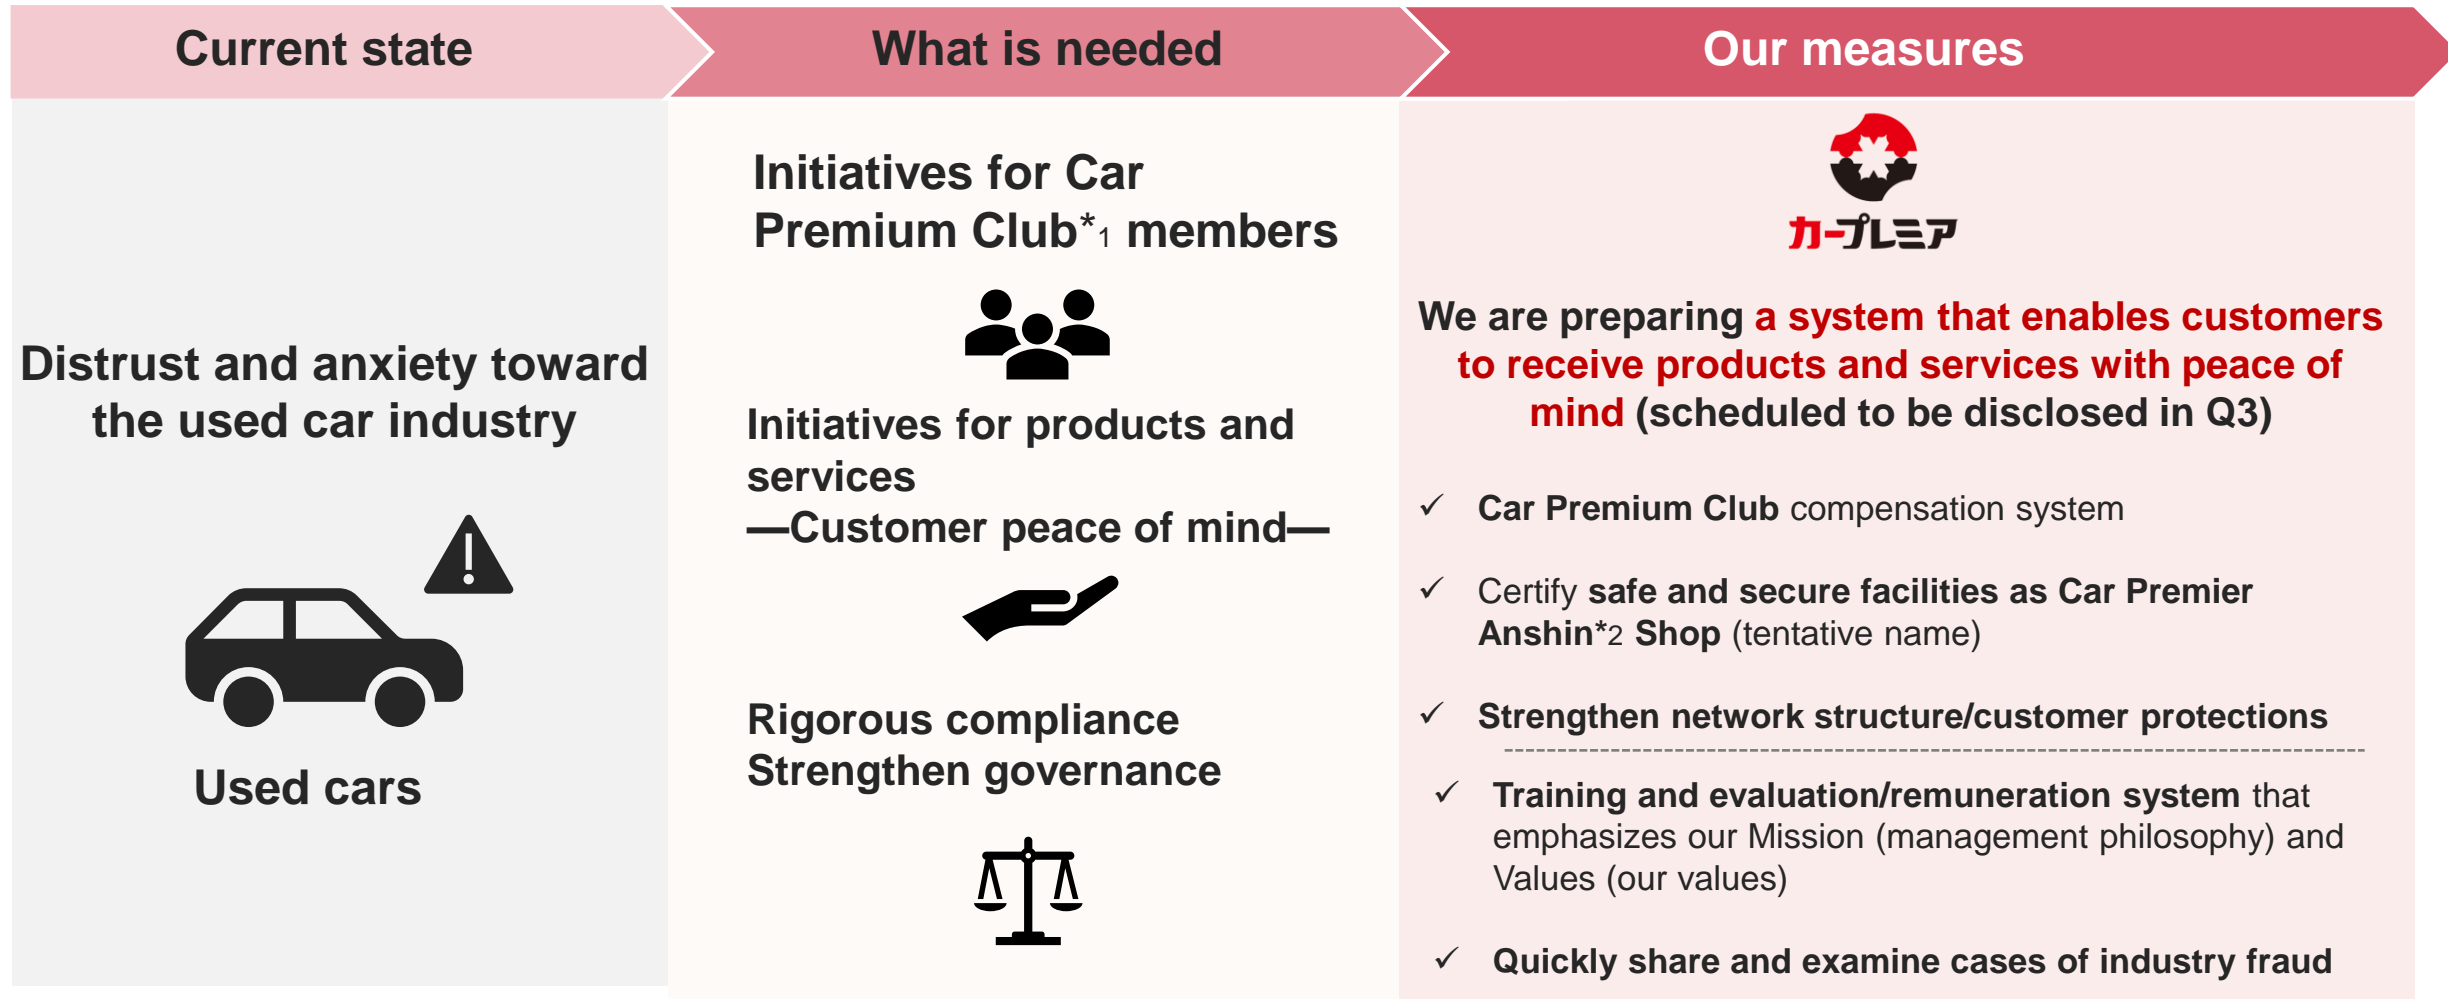 Current state
What is needed
Our measures
Distrust and anxiety toward
the used car industry
Used cars
Initiatives for Car
Premium Club*1 members
Initiatives for products and
services
—Customer peace of mind—
Rigorous compliance
Strengthen governance
カープレミア
We are preparing a system that enables customers
to receive products and services with peace of
mind (scheduled to be disclosed in Q3)
✓ Car Premium Club compensation system
✓ Certify safe and secure facilities as Car Premier
Anshin*2 Shop (tentative name)
✓ Strengthen network structure/customer protections
✓ Training and evaluation/remuneration system that
emphasizes our Mission (management philosophy) and
Values (our values)
✓ Quickly share and examine cases of industry fraud